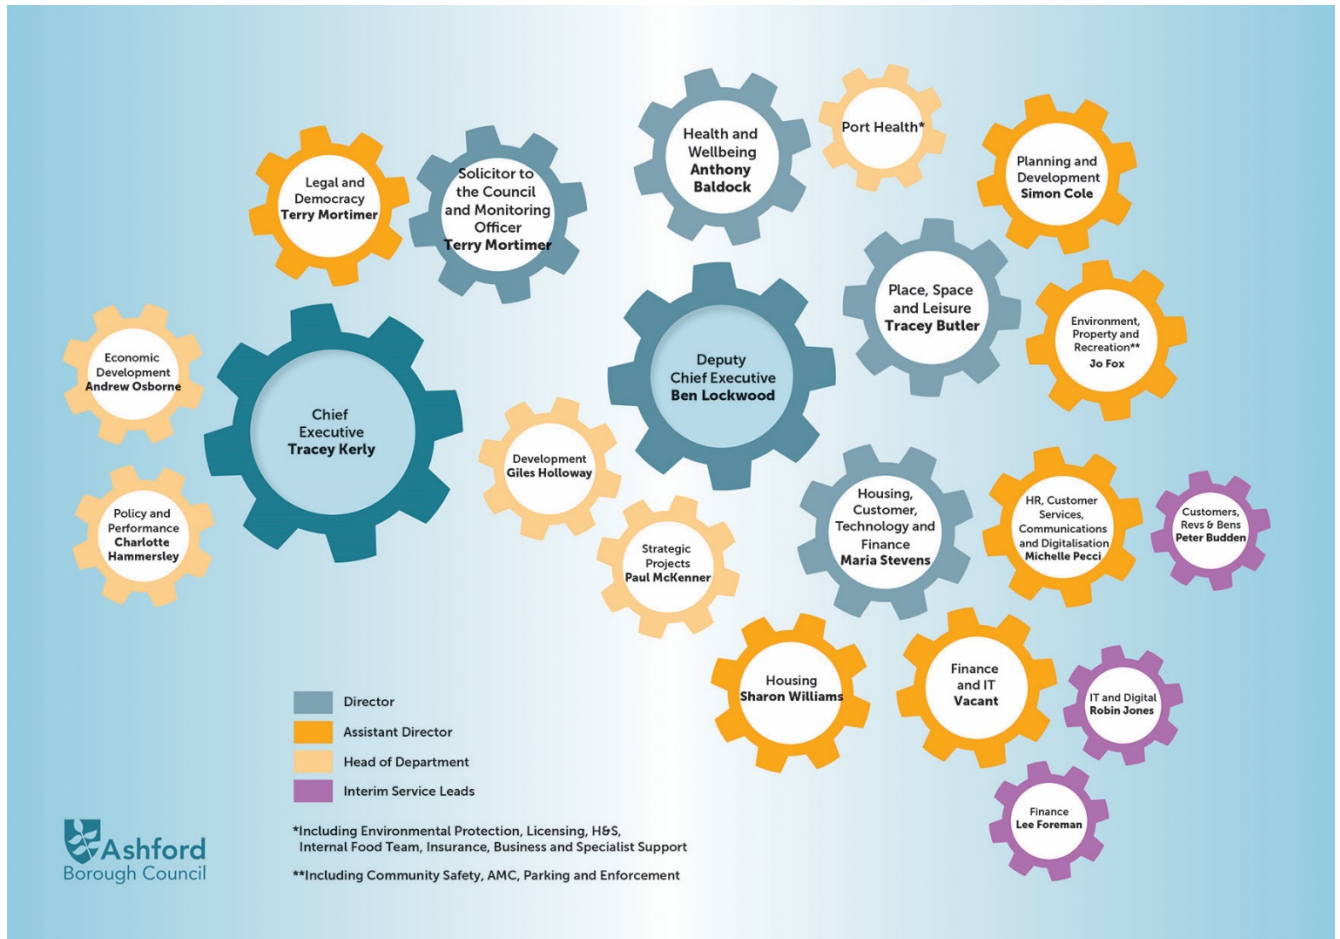 Legal and
Democracy
Terry Mortimer
Solicitor to
the Council
and Monitoring
Officer
Terry Mortimer
Health and
Wellbeing
Anthony
Baldock
Port Health*
Planning and
Development
Simon Cole
Place, Space
and Leisure
Tracey Butler
Environment,
Property and
Recreation**
Jo Fox
Economic
Development
Andrew Osborne
Chief
Executive
Tracey Kerly
Deputy
Chief Executive
Ben Lockwood
Policy and
Performance
Charlotte
Hammersley
Development
Giles Holloway
Strategic
Projects
Paul McKenner
Housing,
Customer,
Technology and
Finance
Maria Stevens
HR, Customer
Services,
Communications
and Digitalisation
Michelle Pecci
Customers,
Revs & Bens
Peter Budden
Housing
Sharon Williams
Finance
and IT
Vacant
IT and Digital
Robin Jones
Finance
Lee Foreman
Director
Assistant Director
Head of Department
Interim Service Leads
*Including Environmental Protection, Licensing, H&S,
Internal Food Team, Insurance, Business and Specialist Support
**Including Community Safety, AMC, Parking and Enforcement
Ashford
Borough Council